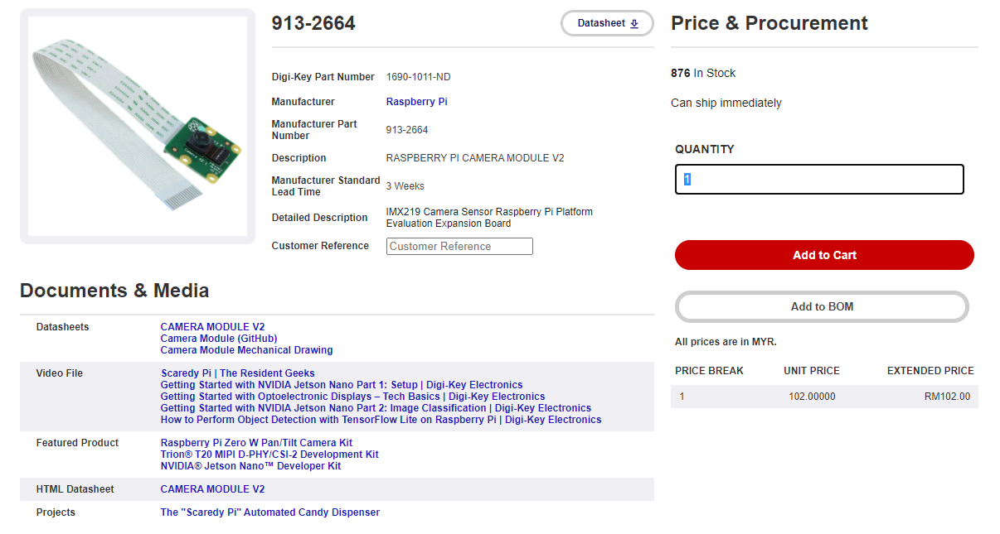 913-2664
Datasheet
Digi-Key Part Number 1690-1011-ND
Manufacturer Raspberry Pi
Manufacturer Part
Number 913-2664
Description RASPBERRY PI CAMERA MODULE V2
Manufacturer Standard
Lead Time 3 Weeks
Detailed Description IMX219 Camera Sensor Raspberry Pi Platform
Evaluation Expansion Board
Customer Reference Customer Reference
Price & Procurement
876 In Stock
Can ship immediately
QUANTITY
1
Add to Cart
Add to BOM
All prices are in MYR.
PRICE BREAK UNIT PRICE EXTENDED PRICE
1 102.00000 RM102.00
Documents & Media
Datasheets CAMERA MODULE V2
Camera Module (GitHub)
Camera Module Mechanical Drawing
Video File Scaredy Pi | The Resident Geeks
Getting Started with NVIDIA Jetson Nano Part 1: Setup | Digi-Key Electronics
Getting Started with Optoelectronic Displays – Tech Basics | Digi-Key Electronics
Getting Started with NVIDIA Jetson Nano Part 2: Image Classification | Digi-Key Electronics
How to Perform Object Detection with TensorFlow Lite on Raspberry Pi | Digi-Key Electronics
Featured Product Raspberry Pi Zero W Pan/Tilt Camera Kit
Trion® T20 MIPI D-PHY/CSI-2 Development Kit
NVIDIA® Jetson Nano™ Developer Kit
HTML Datasheet CAMERA MODULE V2
Projects The "Scaredy Pi" Automated Candy Dispenser